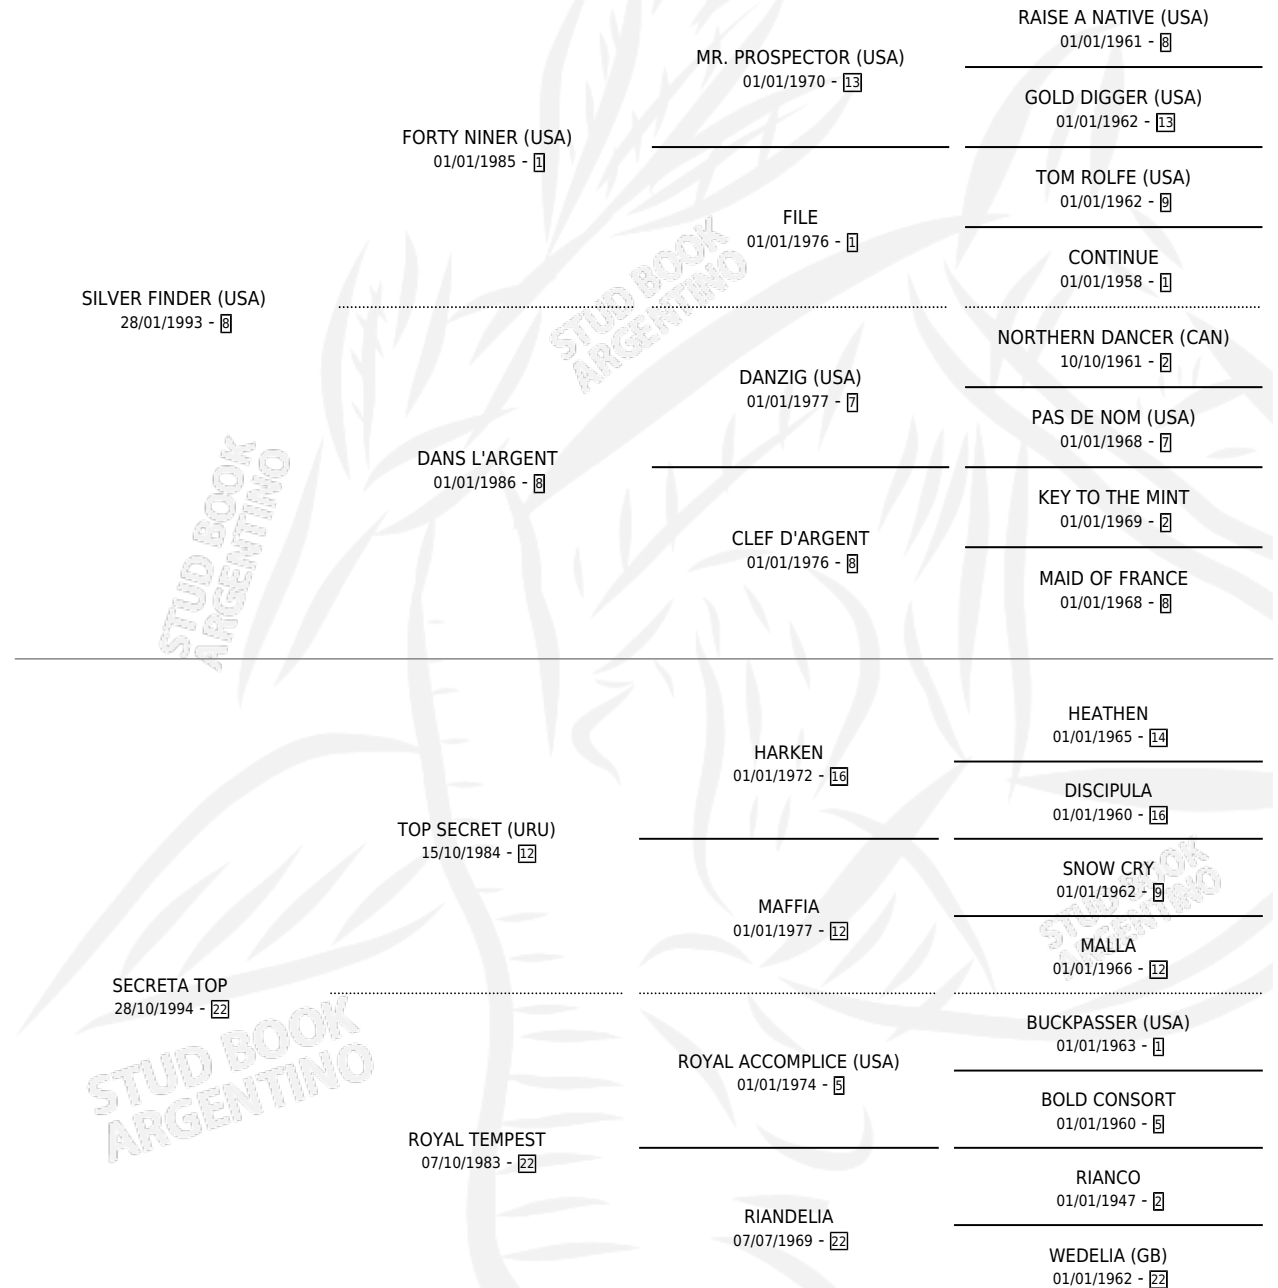 RAISE A NATIVE (USA)
01/01/1961 - 8
MR. PROSPECTOR (USA)
01/01/1970 - 13
GOLD DIGGER (USA)
01/01/1962 - 13
FORTY NINER (USA)
01/01/1985 - 1
TOM ROLFE (USA)
01/01/1962 - 9
FILE
01/01/1976 - 1
CONTINUE
01/01/1958 - 1
SILVER FINDER (USA)
28/01/1993 - 8
NORTHERN DANCER (CAN)
10/10/1961 - 2
DANZIG (USA)
01/01/1977 - 7
PAS DE NOM (USA)
01/01/1968 - 7
DANS L'ARGENT
01/01/1986 - 8
KEY TO THE MINT
01/01/1969 - 2
CLEF D'ARGENT
01/01/1976 - 8
MAID OF FRANCE
01/01/1968 - 8
HEATHEN
01/01/1965 - 14
HARKEN
01/01/1972 - 16
DISCIPULA
01/01/1960 - 16
TOP SECRET (URU)
15/10/1984 - 12
SNOW CRY
01/01/1962 - 9
MAFFIA
01/01/1977 - 12
MALLA
01/01/1966 - 12
SECRETA TOP
28/10/1994 - 22
BUCKPASSER (USA)
01/01/1963 - 1
ROYAL ACCOMPLICE (USA)
01/01/1974 - 5
BOLD CONSORT
01/01/1960 - 5
ROYAL TEMPEST
07/10/1983 - 22
RIANCO
01/01/1947 - 2
RIANDELIA
07/07/1969 - 22
WEDELIA (GB)
01/01/1962 - 22
STUD BOOK
ARGENTINO
STUD BOOK
ARGENTINO
STUD BOOK
ARGENTINO
STUD BOOK
ARGENTINO